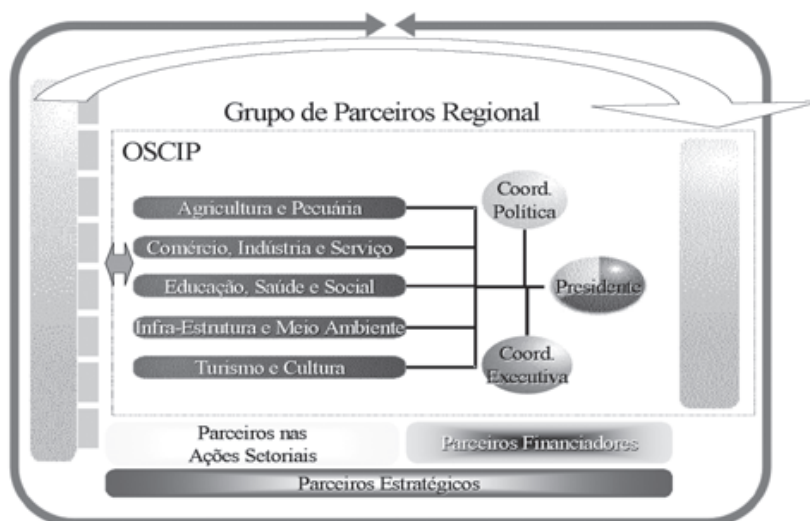 Grupo de Parceiros Regional
OSCIP
Agricultura e Pecuária
Comércio, Indústria e Serviço
Educação, Saúde e Social
Infra-Estrutura e Meio Ambiente
Turismo e Cultura
Coord.
Política
Presidente
Coord.
Executiva
Parceiros nas
Ações Setoriais
Parceiros Financiadores
Parceiros Estratégicos